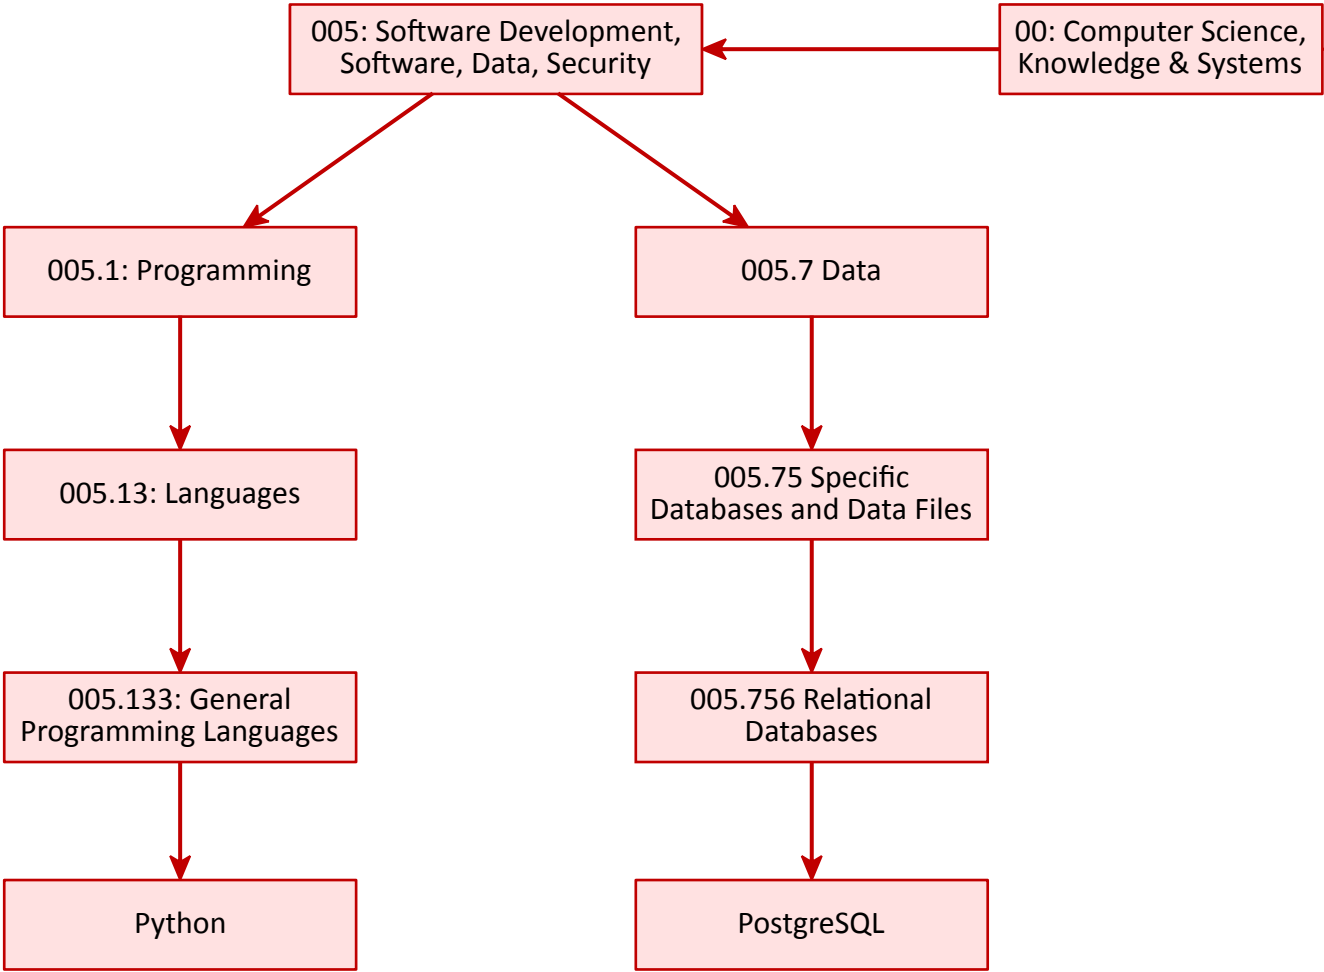 005: Software Development,
Software, Data, Security
00: Computer Science,
Knowledge & Systems
005.1: Programming
005.7 Data
005.13: Languages
005.75 Specific
Databases and Data Files
005.133: General
Programming Languages
005.756 Relational
Databases
Python
PostgreSQL